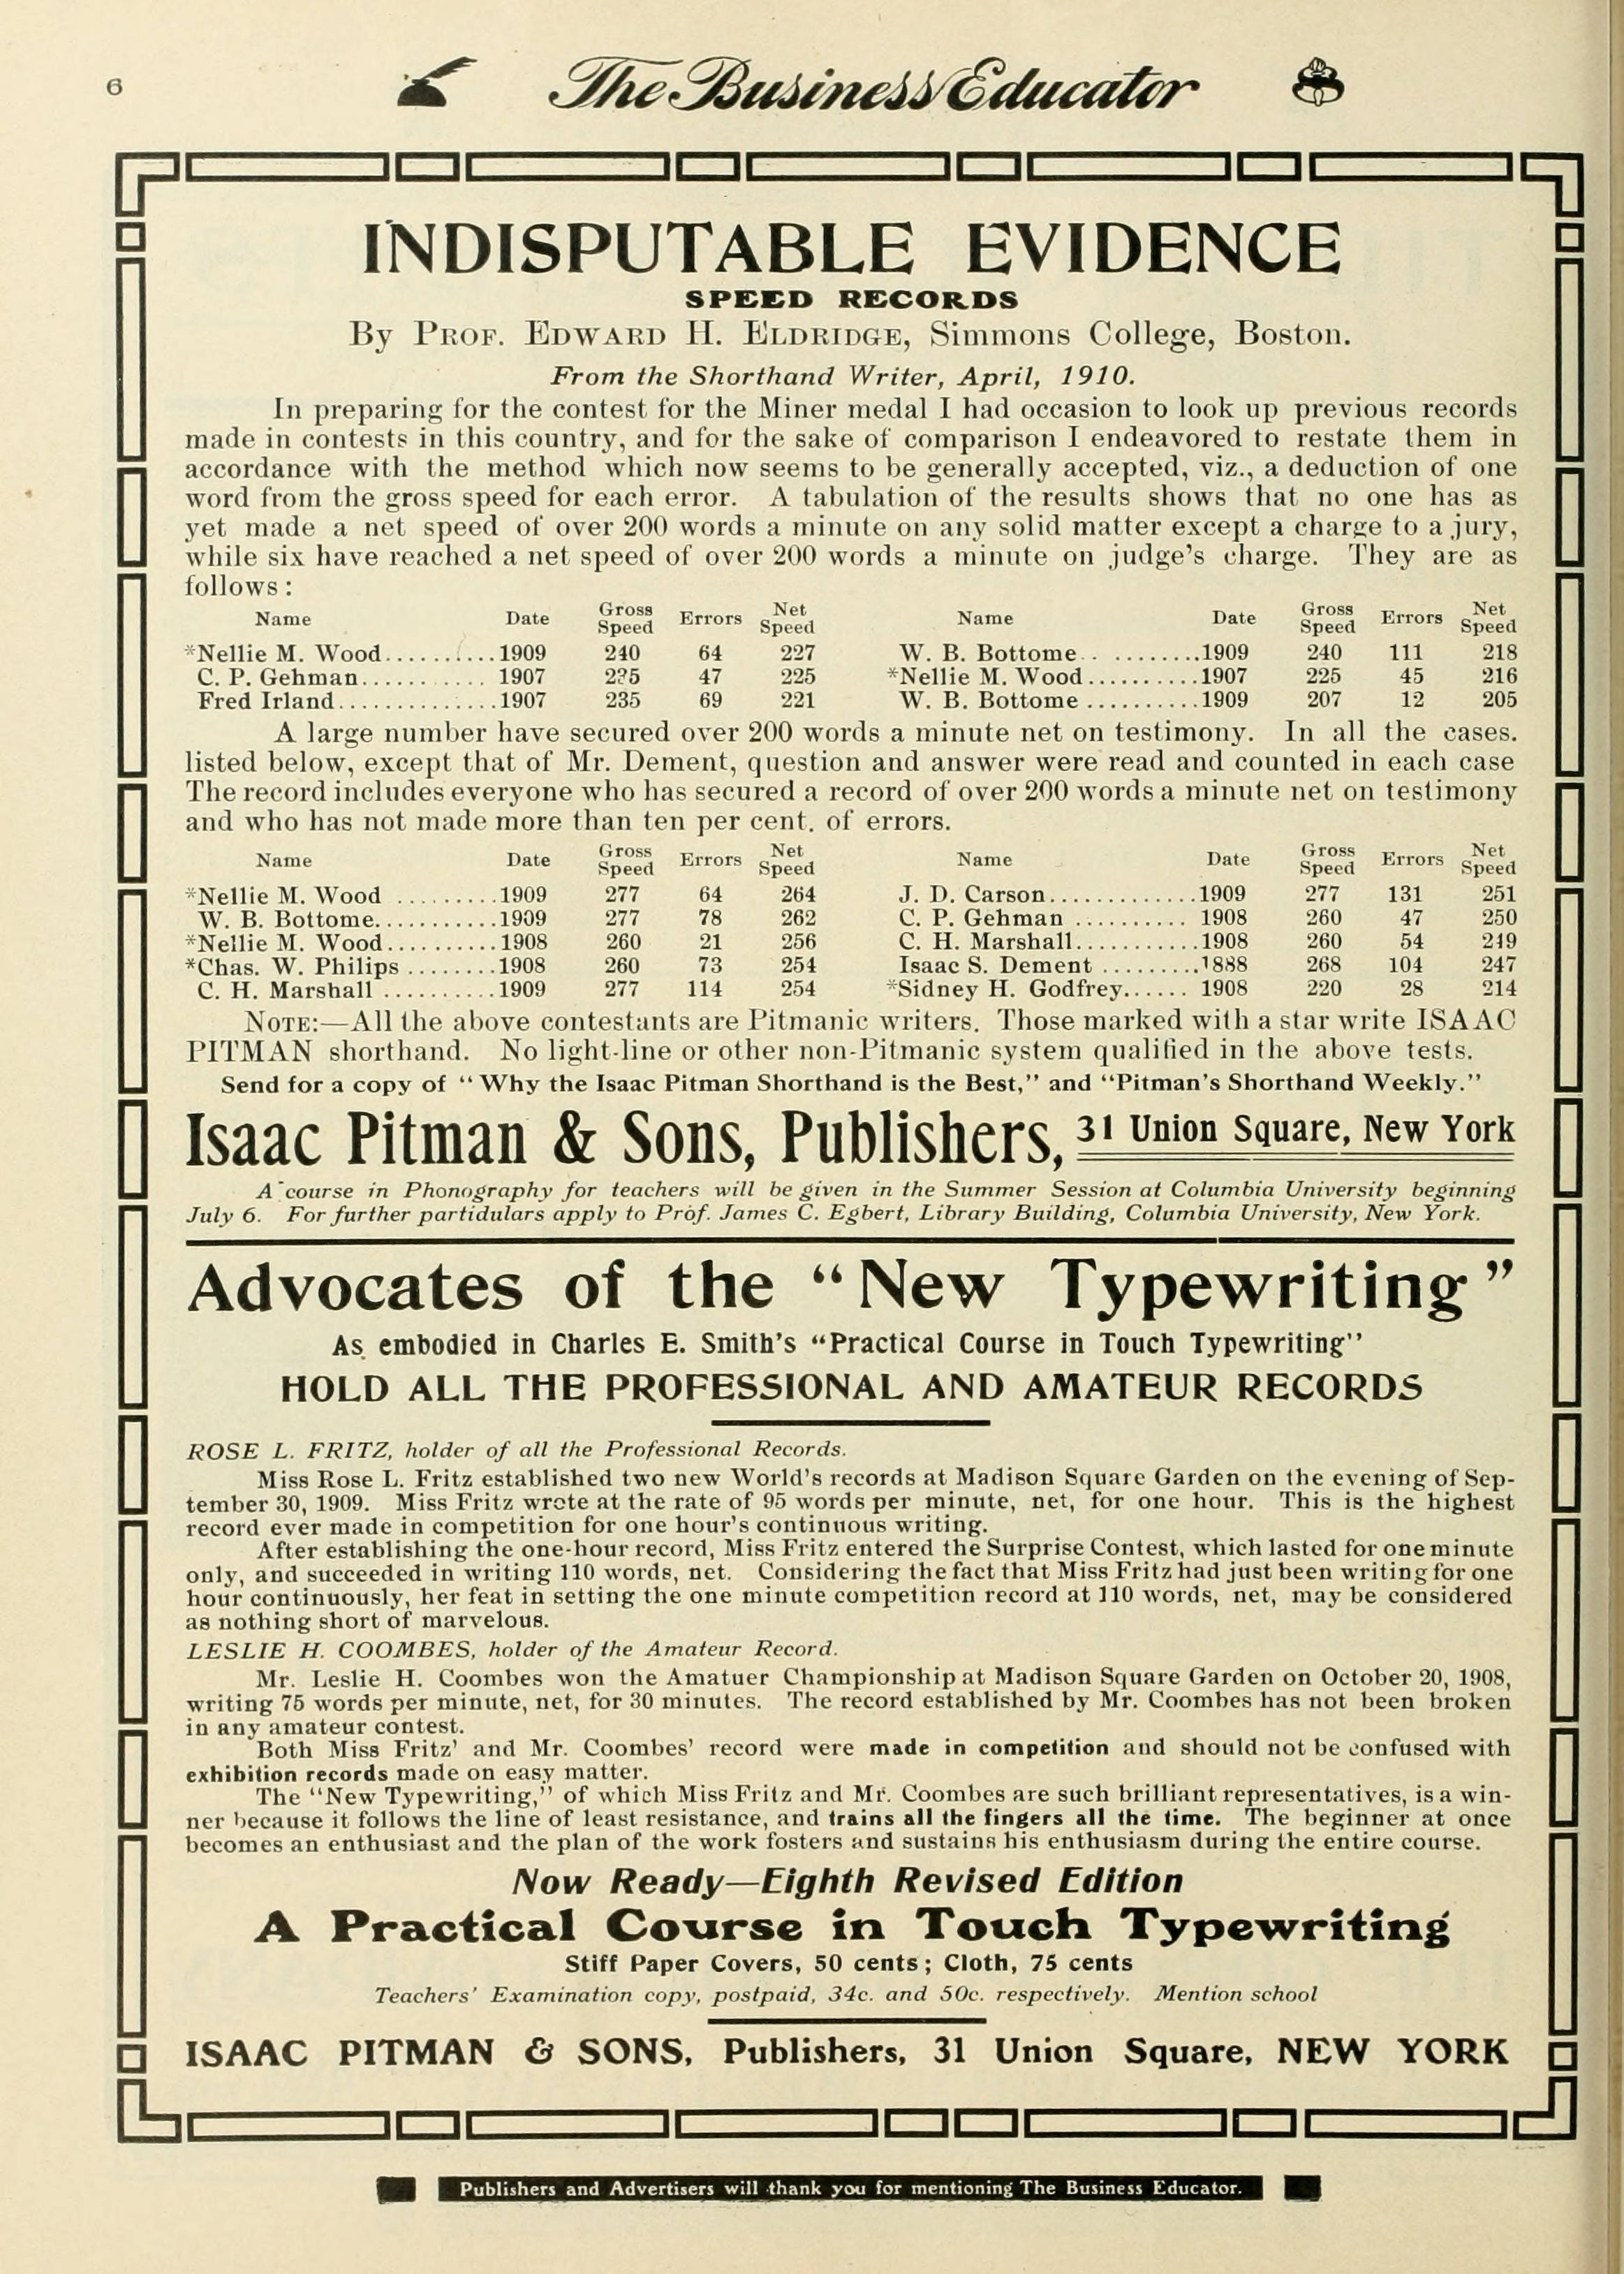 6
The Business Educator
INDISPUTABLE EVIDENCE
SPEED RECORDS
By PROF. EDWARD H. ELDRIDGE, Simmons College, Boston.
From the Shorthand Writer, April, 1910.
In preparing for the contest for the Miner medal I had occasion to look up previous records
made in contests in this country, and for the sake of comparison I endeavored to restate them in
accordance with the method which now seems to be generally accepted, viz., a deduction of one
word from the gross speed for each error. A tabulation of the results shows that no one has as
yet made a net speed of over 200 words a minute on any solid matter except a charge to a jury,
while six have reached a net speed of over 200 words a minute on judge's charge. They are as
follows:
Name Date Gross Speed Errors Net Speed Name Date Gross Speed Errors Net Speed
*Nellie M. Wood..........1909 240 64 227 W. B. Bottome.. .........1909 240 111 218
C. P. Gehman........... 1907 47 225 *Nellie M. Wood..........1907 225 45 216
Fred Irland..............1907 235 69 221 W. B. Bottome ..........1909 207 12 205
A large number have secured over 200 words a minute net on testimony. In all the cases.
listed below, except that of Mr. Dement, question and answer were read and counted in each case
The record includes everyone who has secured a record of over 200 words a minute net on testimony
and who has not made more than ten per cent. of errors.
Name Date Gross Speed Errors Net Speed Name Date Gross Speed Errors Net Speed
*Nellie M. Wood .........1909 277 64 264 J. D. Carson.............1909 277 131 251
W. B. Bottome...........1909 277 78 262 C. P. Gehman .......... 1908 260 47 250
*Nellie M. Wood..........1908 260 21 256 C. H. Marshall...........1908 260 54 249
*Chas. W. Philips ........1908 260 73 254 Isaac S. Dement .........1888 268 104 247
C. H. Marshall ..........1909 277 114 254 *Sidney H. Godfrey...... 1908 220 28 214
NOTE:—All the above contestants are Pitmanic writers. Those marked with a star write ISAAC
PITMAN shorthand. No light-line or other non-Pitmanic system qualified in the above tests.
Send for a copy of "Why the Isaac Pitman Shorthand is the Best," and "Pitman's Shorthand Weekly."
Isaac Pitman & Sons, Publishers, 31 Union Square, New York
A course in Phonography for teachers will be given in the Summer Session at Columbia University beginning
July 6. For further partidulars apply to Prof. James C. Egbert, Library Building, Columbia University, New York.
Advocates of the "New Typewriting"
As embodied in Charles E. Smith's "Practical Course in Touch Typewriting"
HOLD ALL THE PROFESSIONAL AND AMATEUR RECORDS
ROSE L. FRITZ, holder of all the Professional Records.
Miss Rose L. Fritz established two new World's records at Madison Square Garden on the evening of Sep-
tember 30, 1909. Miss Fritz wrote at the rate of 95 words per minute, net, for one hour. This is the highest
record ever made in competition for one hour's continuous writing.
After establishing the one-hour record, Miss Fritz entered the Surprise Contest, which lasted for one minute
only, and succeeded in writing 110 words, net. Considering the fact that Miss Fritz had just been writing for one
hour continuously, her feat in setting the one minute competition record at 110 words, net, may be considered
as nothing short of marvelous.
LESLIE H. COOMBES, holder of the Amateur Record.
Mr. Leslie H. Coombes won the Amatuer Championship at Madison Square Garden on October 20, 1908,
writing 75 words per minute, net, for 30 minutes. The record established by Mr. Coombes has not been broken
in any amateur contest.
Both Miss Fritz' and Mr. Coombes' record were made in competition and should not be confused with
exhibition records made on easy matter.
The "New Typewriting," of which Miss Fritz and Mr. Coombes are such brilliant representatives, is a win-
ner because it follows the line of least resistance, and trains all the fingers all the time. The beginner at once
becomes an enthusiast and the plan of the work fosters and sustains his enthusiasm during the entire course.
Now Ready—Eighth Revised Edition
A Practical Course in Touch Typewriting
Stiff Paper Covers, 50 cents; Cloth, 75 cents
Teachers' Examination copy, postpaid, 34c. and 50c. respectively. Mention school
ISAAC PITMAN & SONS, Publishers, 31 Union Square, NEW YORK
Publishers and Advertisers will thank you for mentioning The Business Educator.